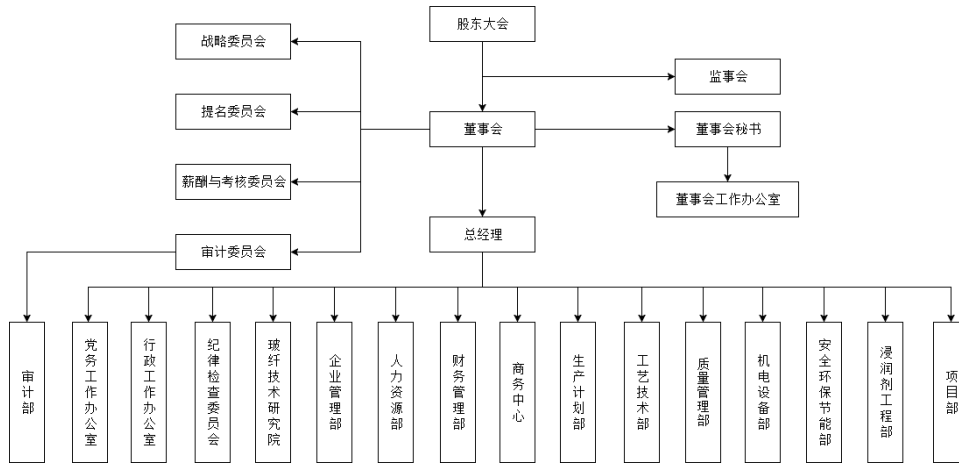 股东大会
战略委员会
监事会
提名委员会
董事会
董事会秘书
薪酬与考核委员会
董事会工作办公室
总经理
审计委员会
审计部
党务工作办公室
行政工作办公室
纪律检查委员会
玻纤技术研究院
企业管理部
人力资源部
财务管理部
商务中心
生产计划部
工艺技术部
质量管理部
机电设备部
安全环保节能部
浸润剂工程部
项目部